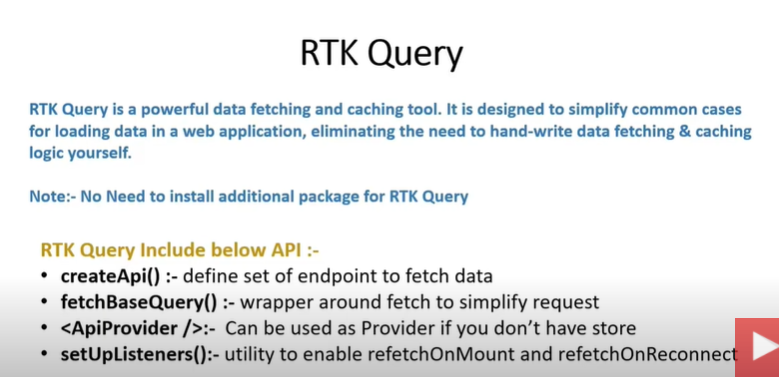 RTK Query
RTK Query is a powerful data fetching and caching tool. It is designed to simplify common cases
for loading data in a web application, eliminating the need to hand-write data fetching & caching
logic yourself.
Note:- No Need to install additional package for RTK Query
RTK Query Include below API :-
• createApi() :- define set of endpoint to fetch data
• fetchBaseQuery() :- wrapper around fetch to simplify request
• <ApiProvider />:- Can be used as Provider if you don't have store
• setUpListeners():- utility to enable refetchOnMount and refetchOnReconnect